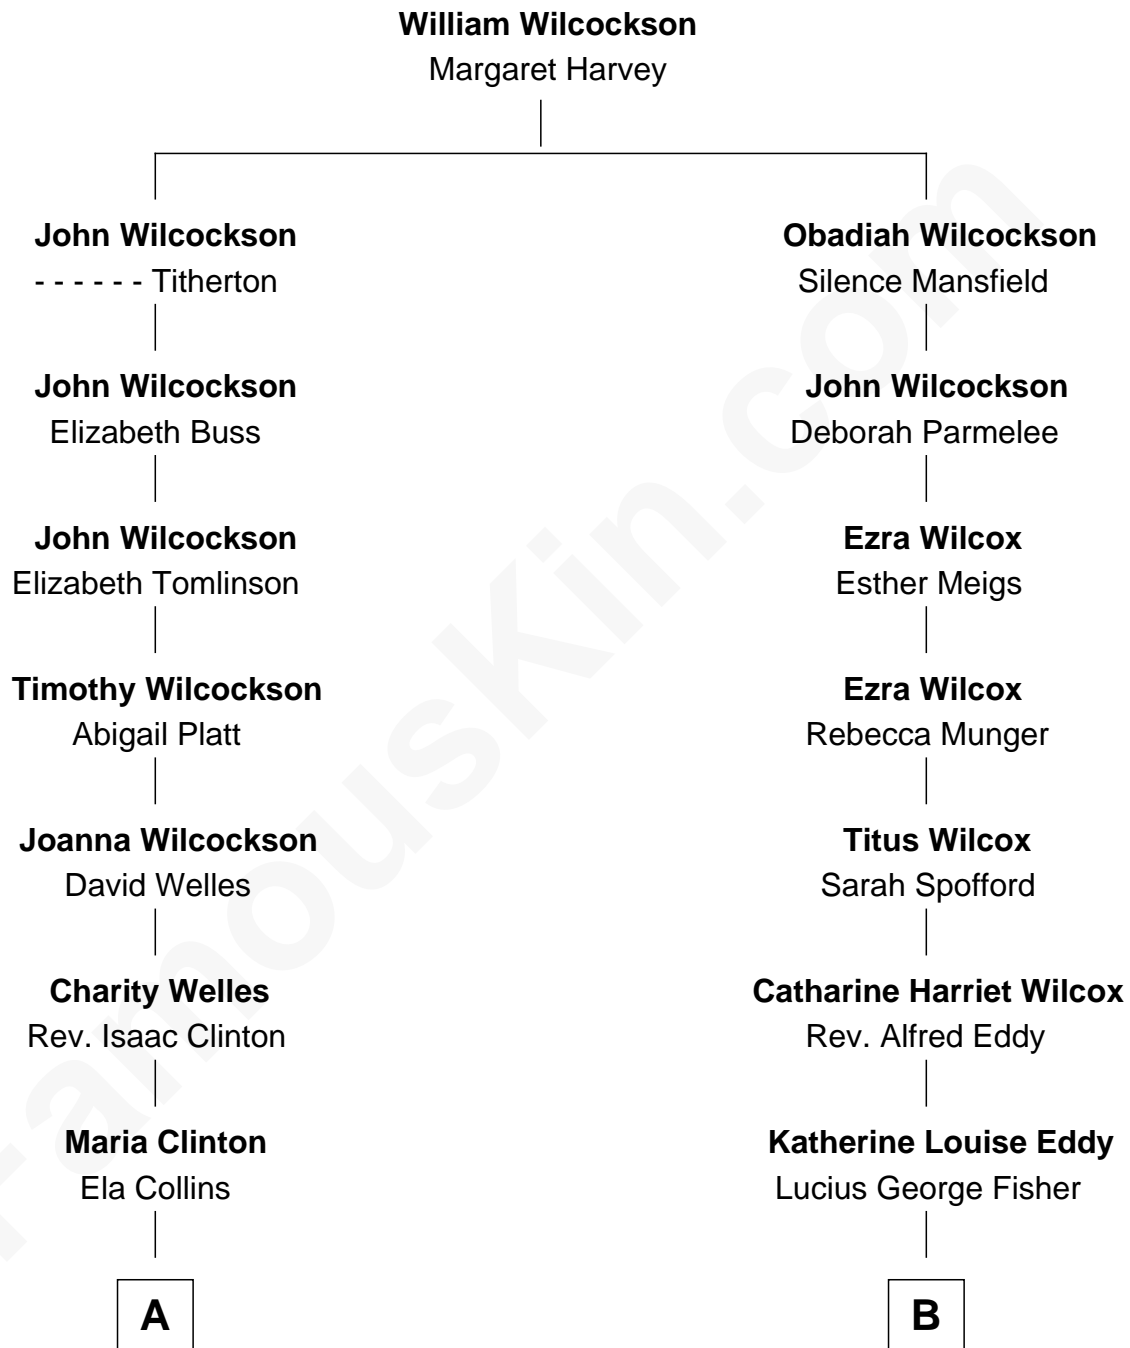 William Wilcockson
Margaret Harvey
John Wilcockson
- - - - - - Titherton
John Wilcockson
Elizabeth Buss
John Wilcockson
Elizabeth Tomlinson
Timothy Wilcockson
Abigail Platt
Joanna Wilcockson
David Welles
Charity Welles
Rev. Isaac Clinton
Maria Clinton
Ela Collins
A
Obadiah Wilcockson
Silence Mansfield
John Wilcockson
Deborah Parmelee
Ezra Wilcox
Esther Meigs
Ezra Wilcox
Rebecca Munger
Titus Wilcox
Sarah Spofford
Catharine Harriet Wilcox
Rev. Alfred Eddy
Katherine Louise Eddy
Lucius George Fisher
B
FamousKin.com